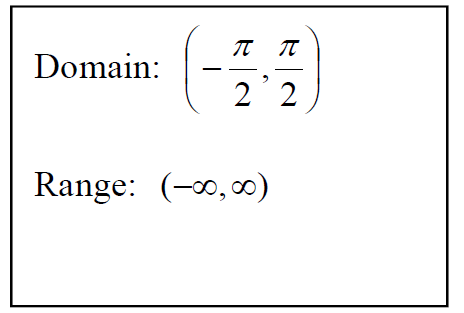 Domain: (-π/2, π/2)
Range: (-∞, ∞)